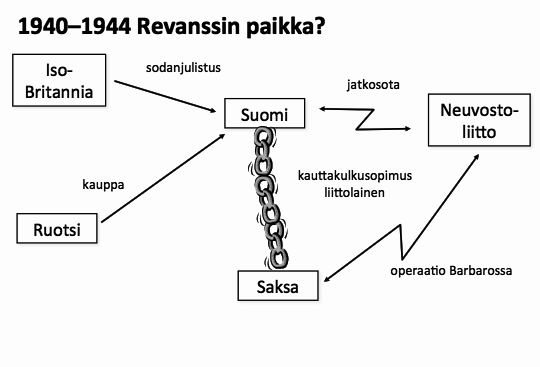 1940–1944 Revanssin paikka?
Iso-
Britannia
sodanjulistus
Suomi
jatkosota
Neuvosto-
liitto
kauppa
kauttakulkusopimus
liittolainen
Ruotsi
Saksa
operaatio Barbarossa